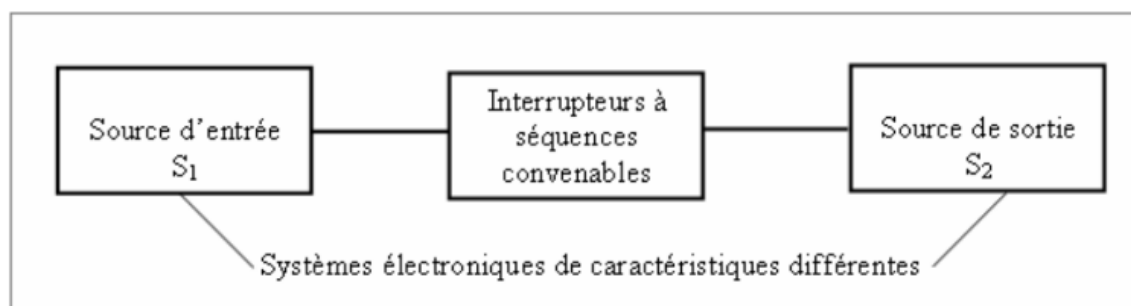 Source d'entrée
S₁
Interrupteurs à
séquences
convenables
Source de sortie
S₂
Systèmes électroniques de caractéristiques différentes